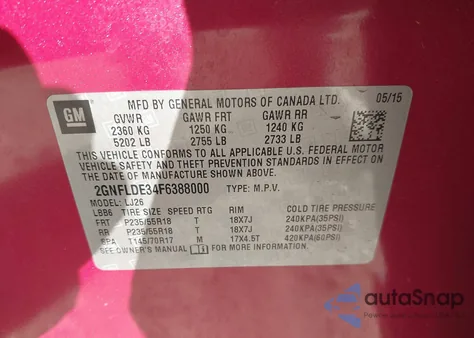 GM
MFD BY GENERAL MOTORS OF CANADA LTD. 05/15
GVWR GAWR FRT GAWR RR
2360 KG 1250 KG 1240 KG
5202 LB 2755 LB 2733 LB
THIS VEHICLE CONFORMS TO ALL APPLICABLE U.S. FEDERAL MOTOR
VEHICLE SAFETY AND THEFT PREVENTION STANDARDS IN EFFECT
ON THE DATE OF MANUFACTURE SHOWN ABOVE.
2GNFLDE34F6388000 TYPE: M.P.V.
MODEL: LJ26
LBB6 TIRE SIZE SPEED RTG RIM COLD TIRE PRESSURE
FRT P235/55R18 T 18X7J 240KPA(35PSI)
RR P235/55R18 T 18X7J 240KPA(35PSI)
SPA T145/70R17 M 17X4.5T 420KPA(60PSI)
SEE OWNER'S MANUAL FOR ADDITIONAL INFORMATION
autoSnap